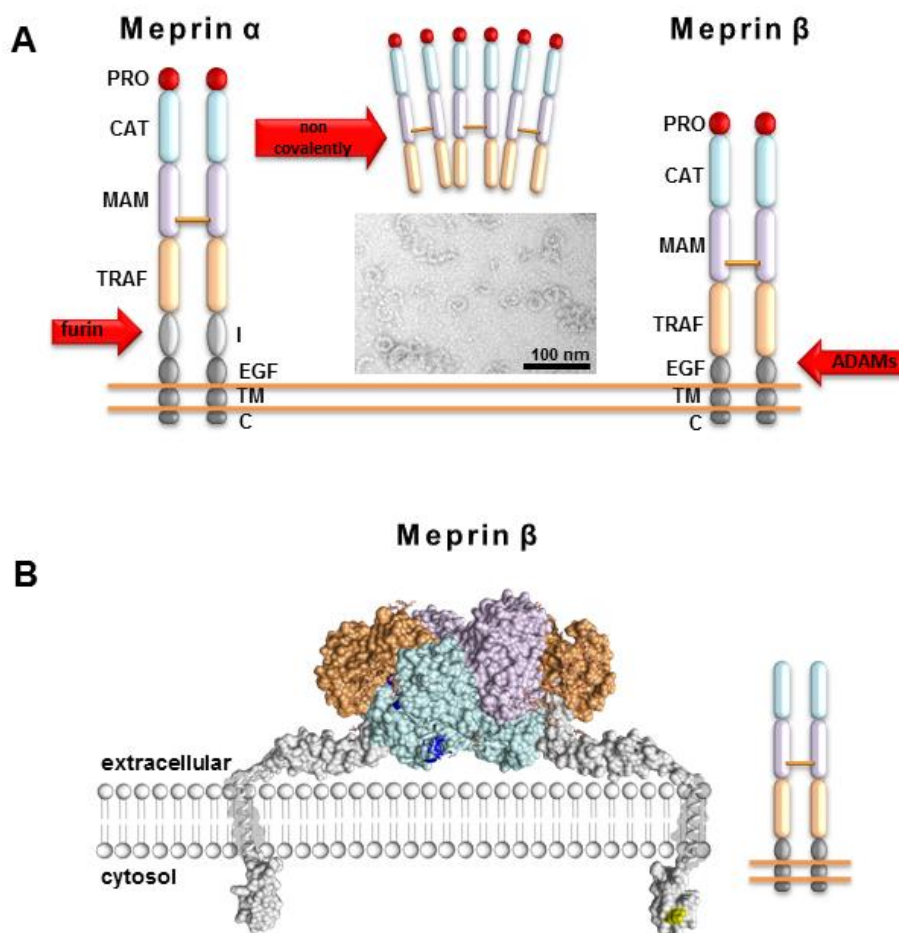 A
Meprin α
Meprin β
PRO
CAT
MAM
TRAF
furin
I
EGF
TM
C
non
covalently
100 nm
PRO
CAT
MAM
TRAF
EGF
TM
C
ADAMs
Meprin β
B
extracellular
cytosol